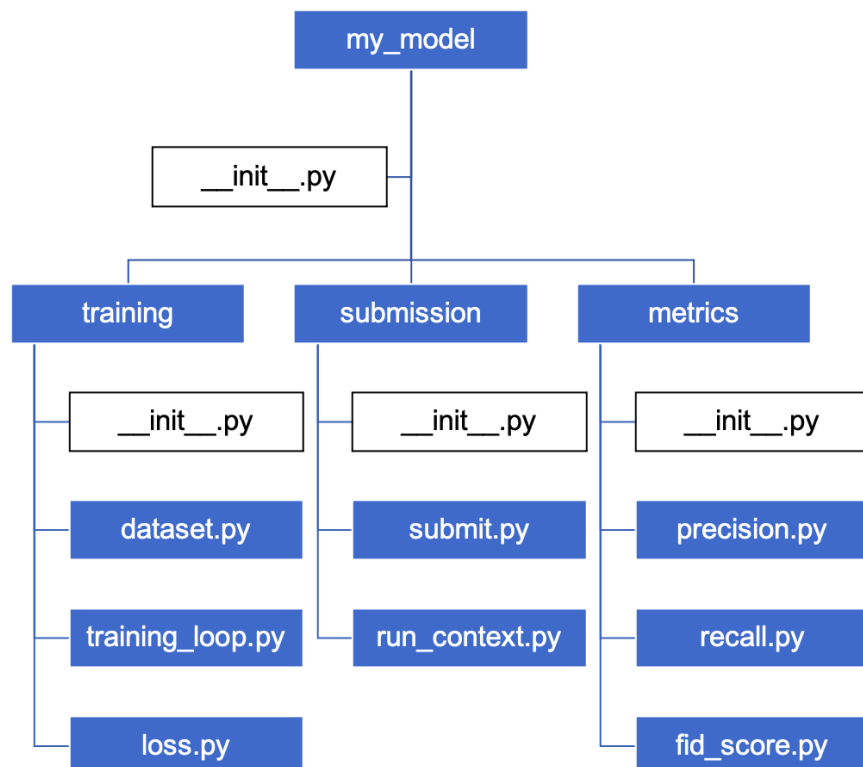 my_model
__init__.py
training
submission
metrics
__init__.py
__init__.py
__init__.py
dataset.py
submit.py
precision.py
training_loop.py
run_context.py
recall.py
loss.py
fid_score.py